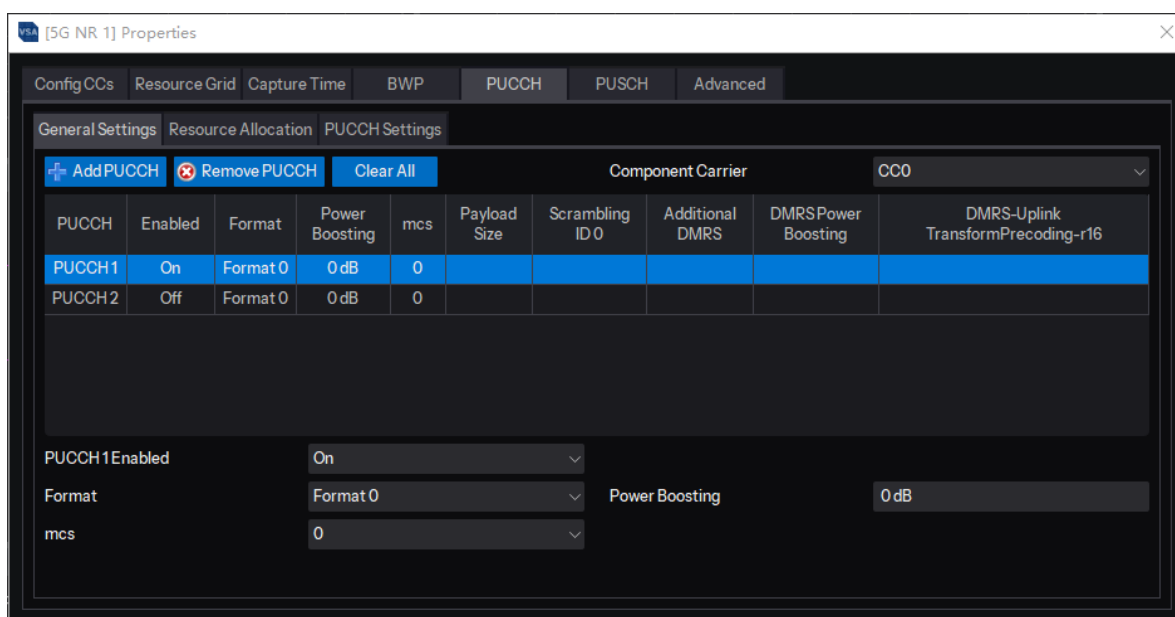 VSA [5G NR 1] Properties
Config CCs Resource Grid Capture Time BWP PUCCH PUSCH Advanced
General Settings Resource Allocation PUCCH Settings
Add PUCCH Remove PUCCH Clear All Component Carrier CC0
PUCCH Enabled Format Power Boosting mcs Payload Size Scrambling ID 0 Additional DMRS DMRS Power Boosting DMRS-Uplink TransformPrecoding-r16
PUCCH 1 On Format 0 0 dB 0
PUCCH 2 Off Format 0 0 dB 0
PUCCH 1 Enabled On
Format Format 0 Power Boosting 0 dB
mcs 0